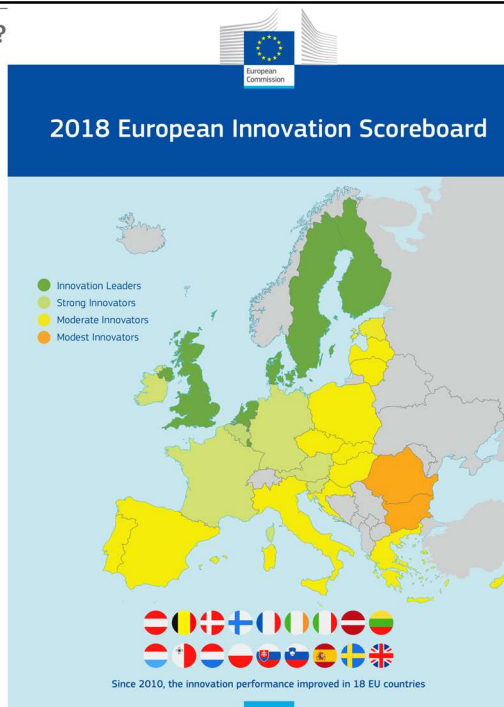 ?
European
Commission
2018 European Innovation Scoreboard
Innovation Leaders
Strong Innovators
Moderate Innovators
Modest Innovators
Since 2010, the innovation performance improved in 18 EU countries